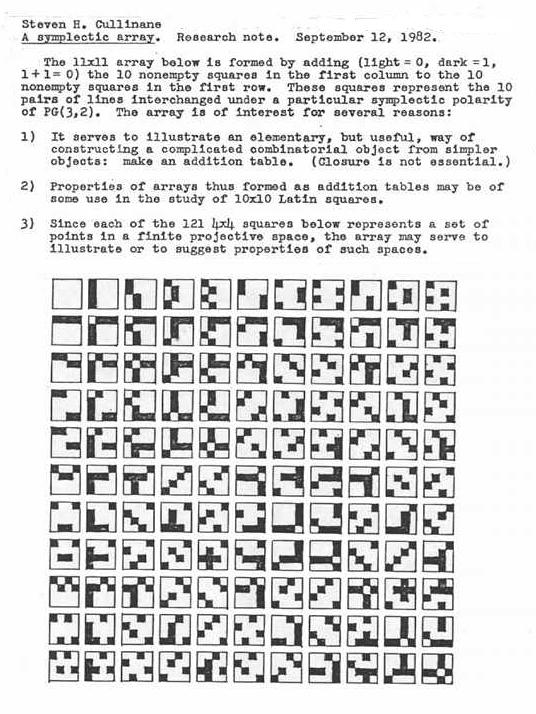 Steven H. Cullinane
A symplectic array. Research note. September 12, 1982.
The 11x11 array below is formed by adding (light = 0, dark =1,
1+1= 0) the 10 nonempty squares in the first column to the 10
nonempty squares in the first row. These squares represent the 10
pairs of lines interchanged under a particular symplectic polarity
of PG(3,2). The array is of interest for several reasons:
1) It serves to illustrate an elementary, but useful, way of
constructing a complicated combinatorial object from simpler
objects: make an addition table. (Closure is not essential.)
2) Properties of arrays thus formed as addition tables may be of
some use in the study of 10x10 Latin squares.
3) Since each of the 121 4x4 squares below represents a set of
points in a finite projective space, the array may serve to
illustrate or to suggest properties of such spaces.